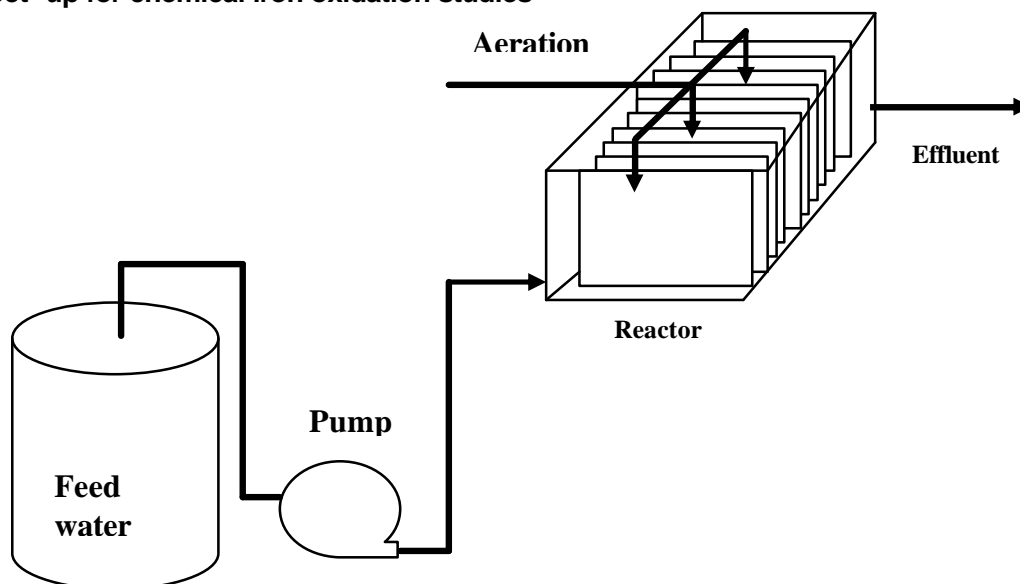 set-up for chemical iron oxidation studies
Aeration
Effluent
Reactor
Pump
Feed
water